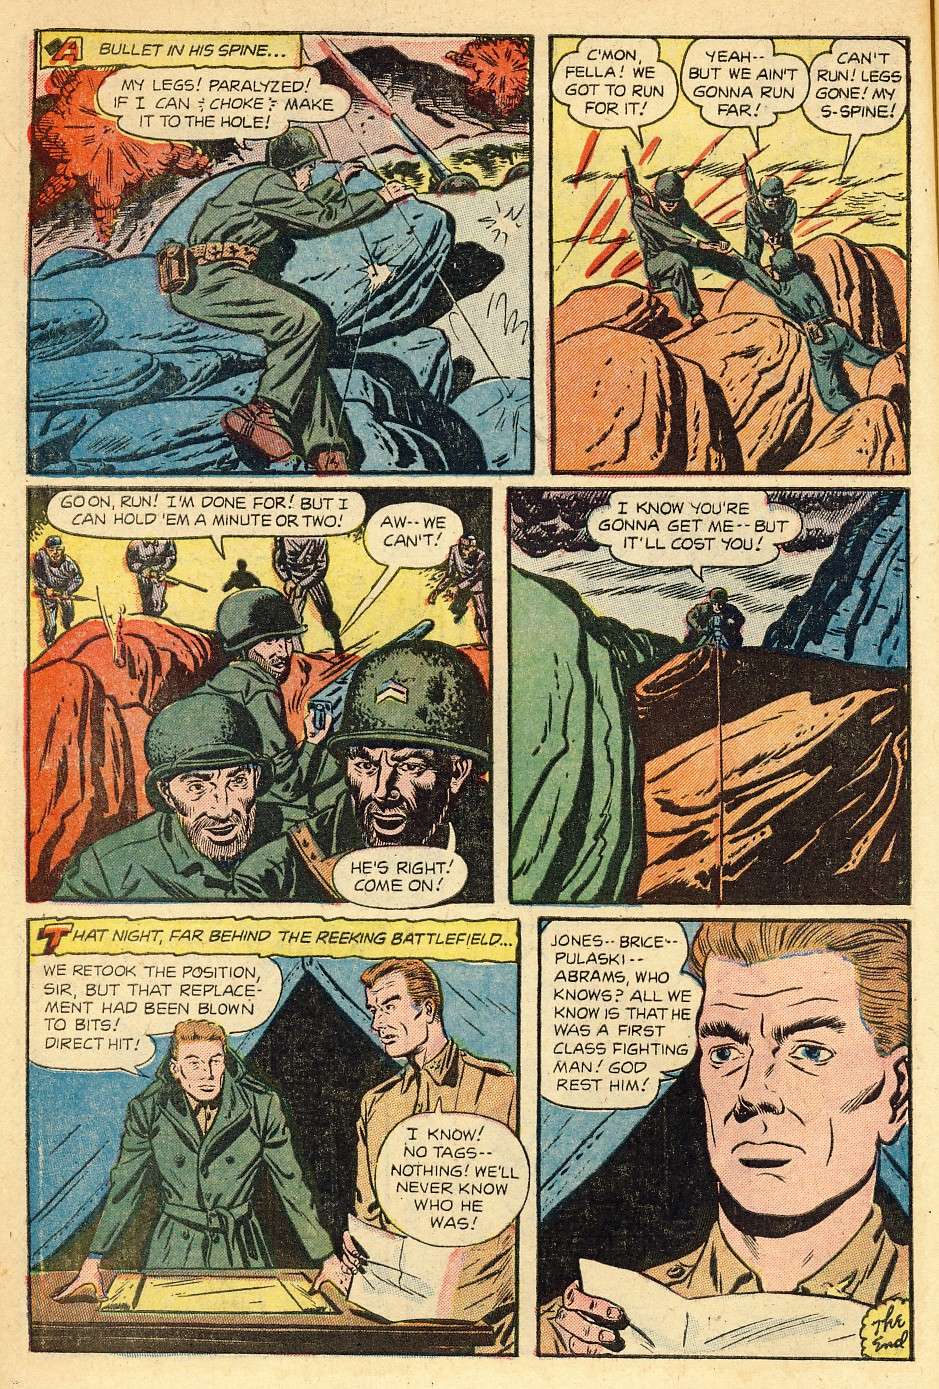 A BULLET IN HIS SPINE...
MY LEGS! PARALYZED!
IF I CAN :CHOKE: MAKE
IT TO THE HOLE!
C'MON,
FELLA! WE
GOT TO RUN
FOR IT!
YEAH--
BUT WE AIN'T
GONNA RUN
FAR!
CAN'T
RUN! LEGS
GONE! MY
S-SPINE!
GO ON, RUN! I'M DONE FOR! BUT I
CAN HOLD 'EM A MINUTE OR TWO!
AW-- WE
CAN'T!
HE'S RIGHT!
COME ON!
I KNOW YOU'RE
GONNA GET ME-- BUT
IT'LL COST YOU!
THAT NIGHT, FAR BEHIND THE REEKING BATTLEFIELD...
WE RETOOK THE POSITION,
SIR, BUT THAT REPLACE-
MENT HAD BEEN BLOWN
TO BITS!
DIRECT HIT!
I KNOW!
NO TAGS--
NOTHING! WE'LL
NEVER KNOW
WHO HE
WAS!
JONES-- BRICE--
PULASKI--
ABRAMS, WHO
KNOWS? ALL WE
KNOW IS THAT HE
WAS A FIRST
CLASS FIGHTING
MAN! GOD
REST HIM!
The
End